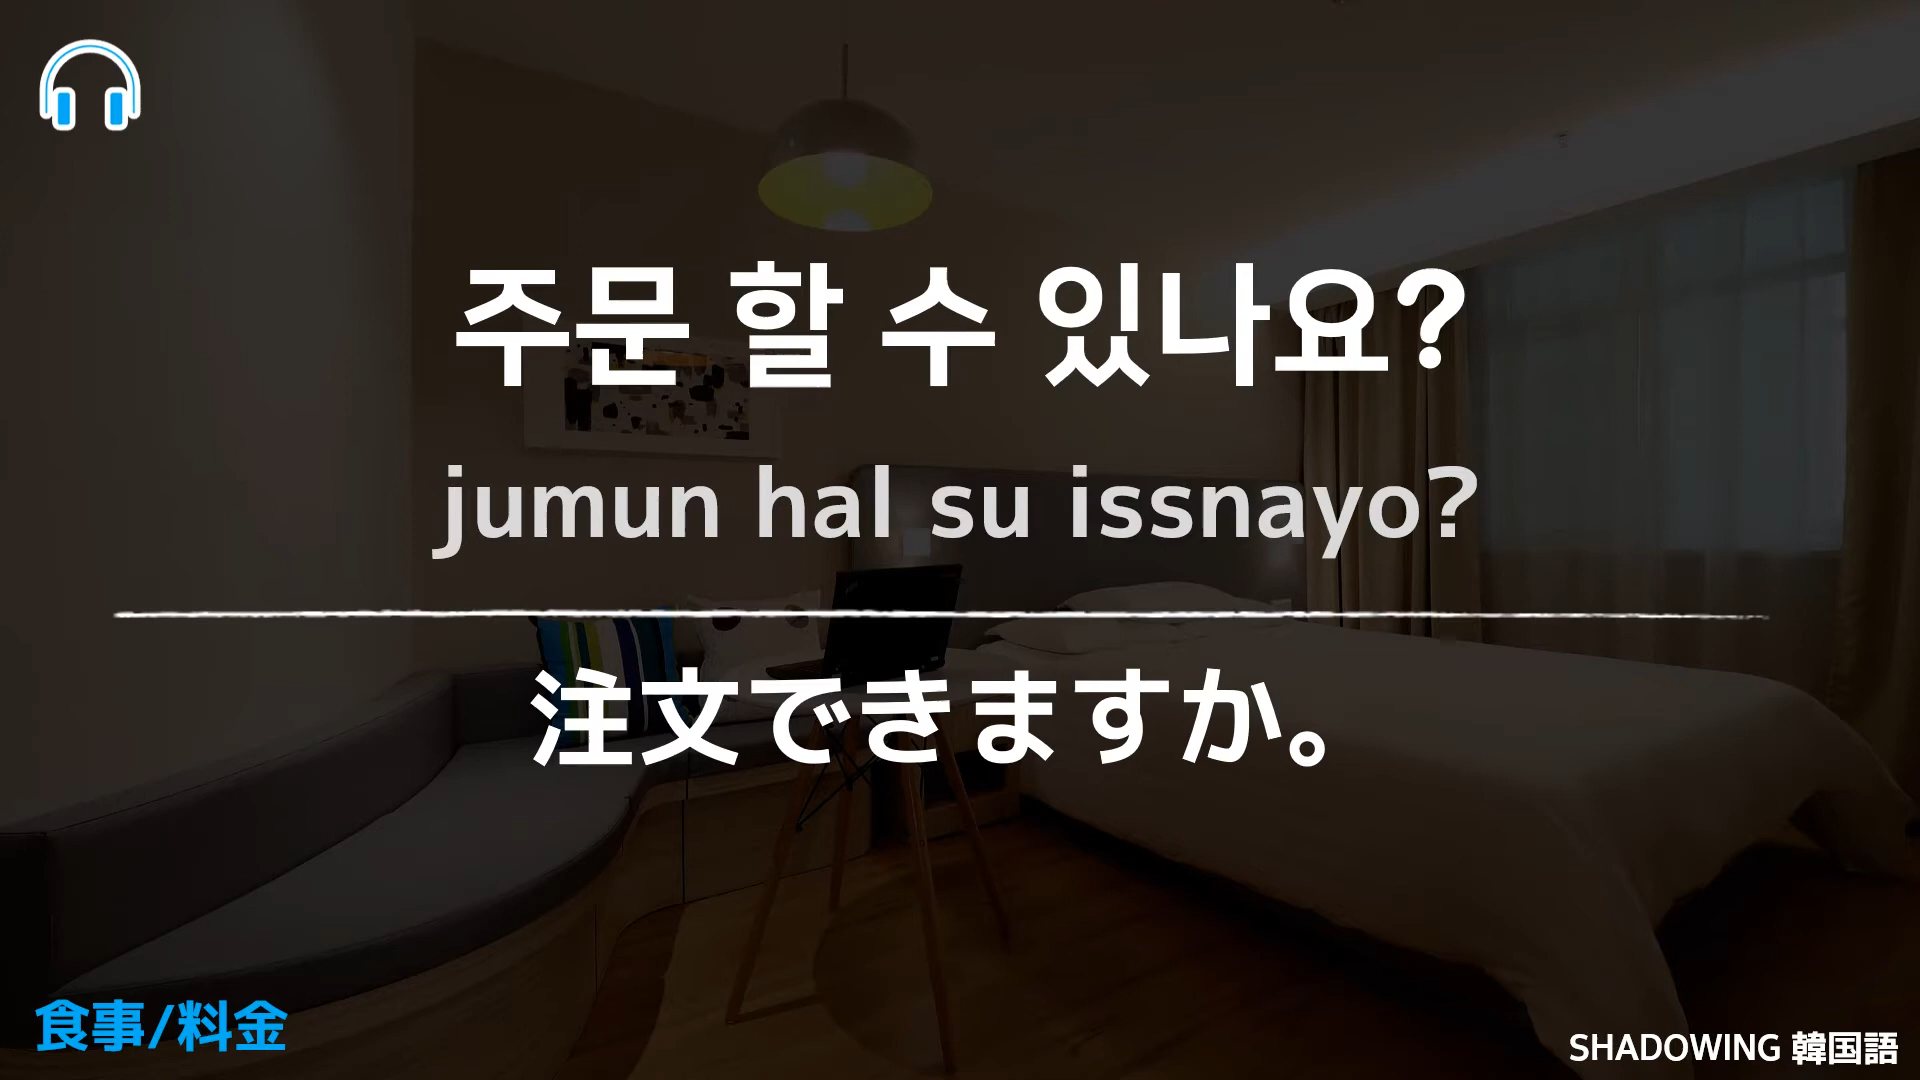 주문 할 수 있나요?
jumun hal su issnayo?
注文できますか。
食事/料金
SHADOWING 韓国語